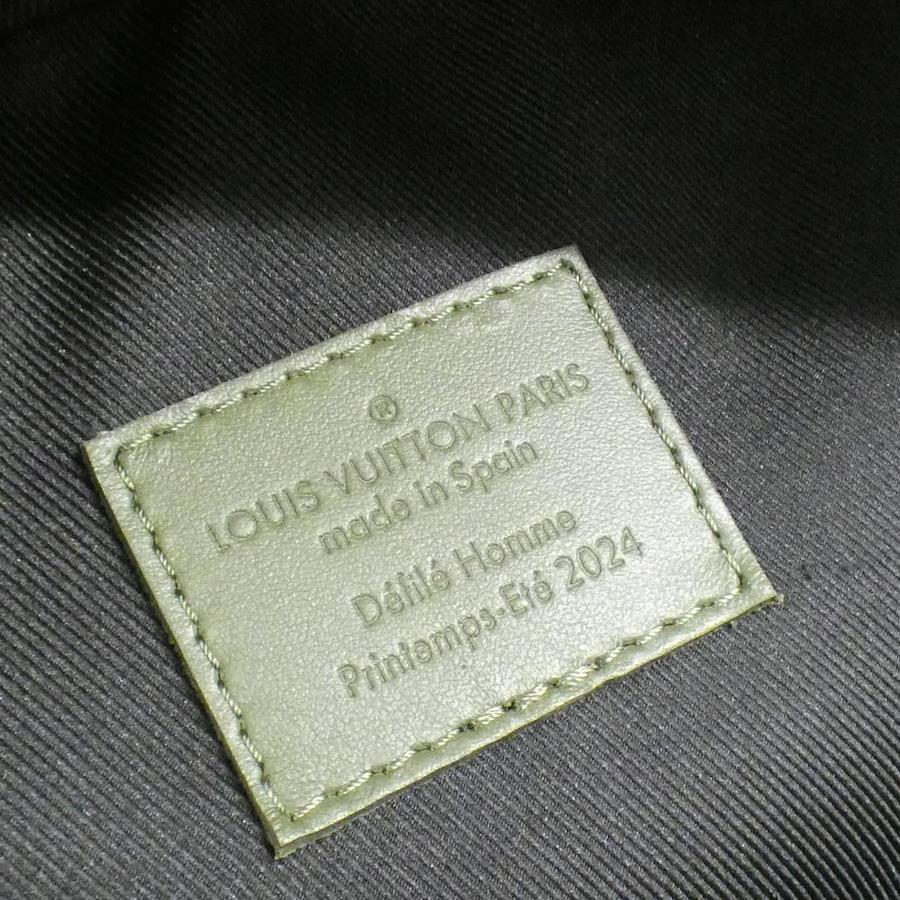 ®
LOUIS VUITTON PARIS
made in Spain
Défilé Homme
Printemps-Eté 2024